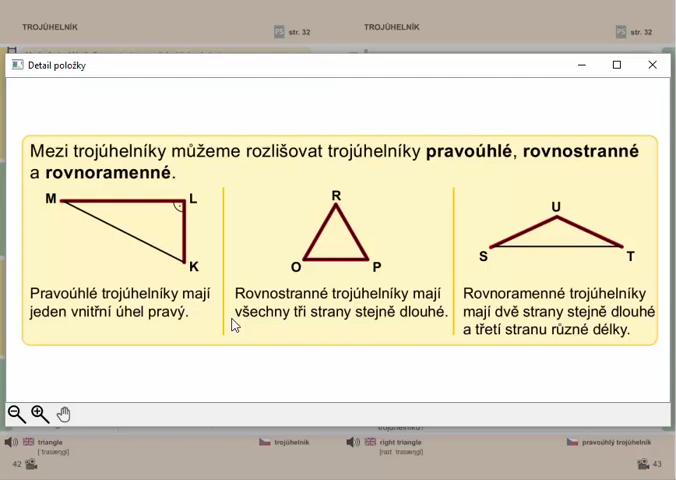 TROJÚHELNÍK
str. 32
TROJÚHELNÍK
str. 32
Detail položky
Mezi trojúhelníky můžeme rozlišovat trojúhelníky pravoúhlé, rovnostranné
a rovnoramenné.
M
L
K
R
O
P
U
S
T
Pravoúhlé trojúhelníky mají
jeden vnitřní úhel pravý.
Rovnostranné trojúhelníky mají
všechny tři strany stejně dlouhé.
Rovnoramenné trojúhelníky
mají dvě strany stejně dlouhé
a třetí stranu různé délky.
trojúhelníku?
triangle
trojúhelník
right triangle
pravoúhlý trojúhelník
42
43